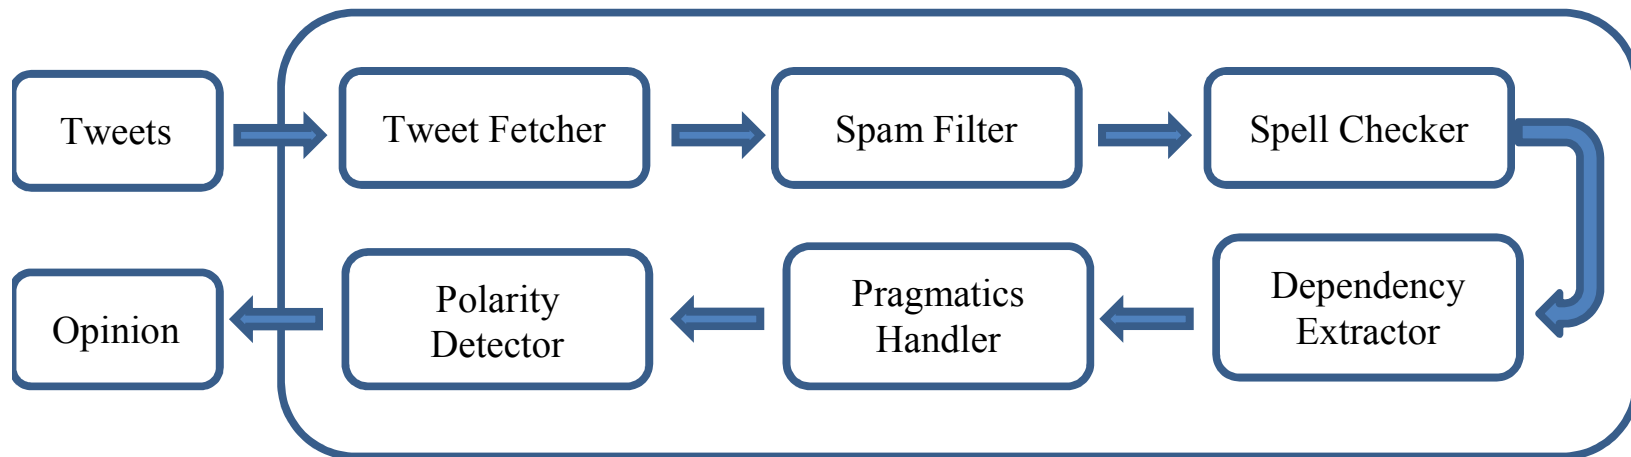 Tweets
Tweet Fetcher
Spam Filter
Spell Checker
Dependency
Extractor
Pragmatics
Handler
Polarity
Detector
Opinion